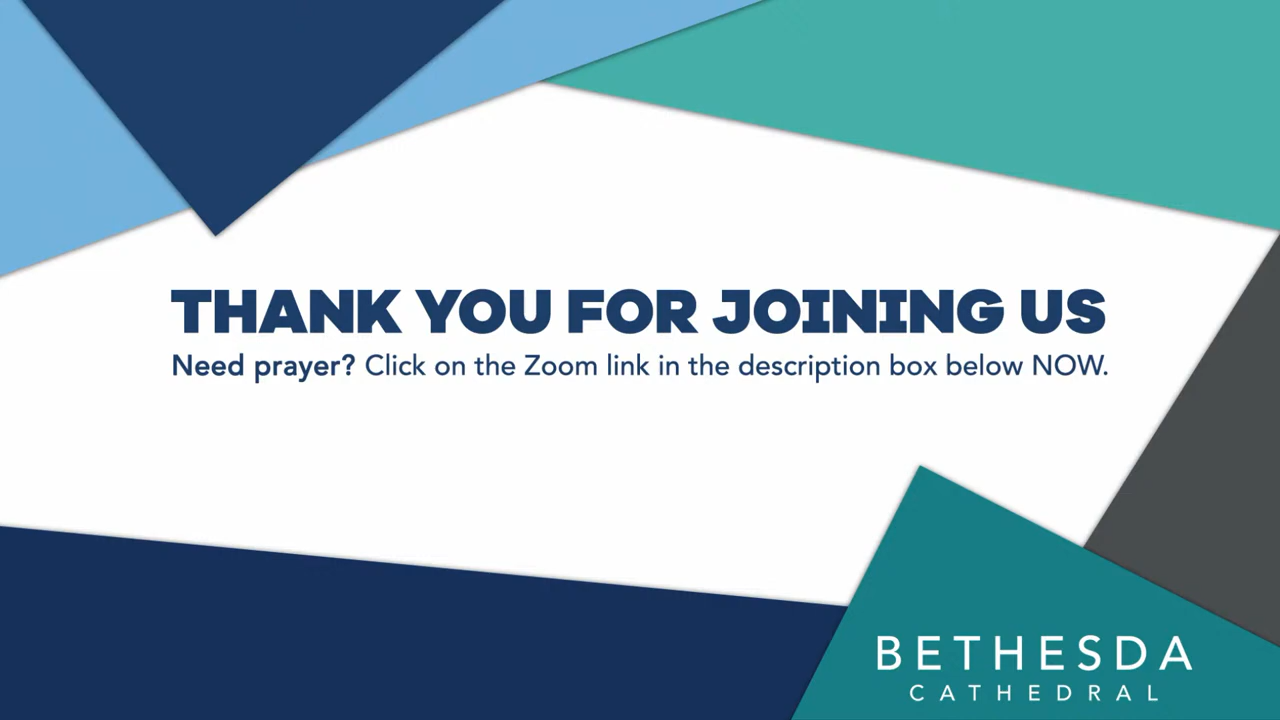 THANK YOU FOR JOINING US
Need prayer? Click on the Zoom link in the description box below NOW.
BETHESDA
CATHEDRAL